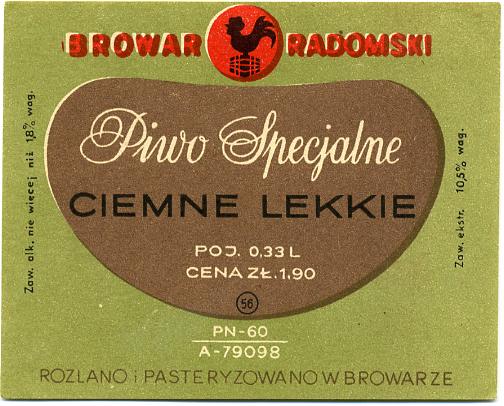 BROWAR RADOMSKI
Piwo Specjalne
CIEMNE LEKKIE
POJ. 0,33 L
CENA ZŁ. 1,90
56
PN-60
A-79098
ROZLANO i PASTERYZOWANO W BROWARZE
Zaw. alk. nie więcej niż 1,8% wag.
Zaw. ekstr. 10,5% wag.